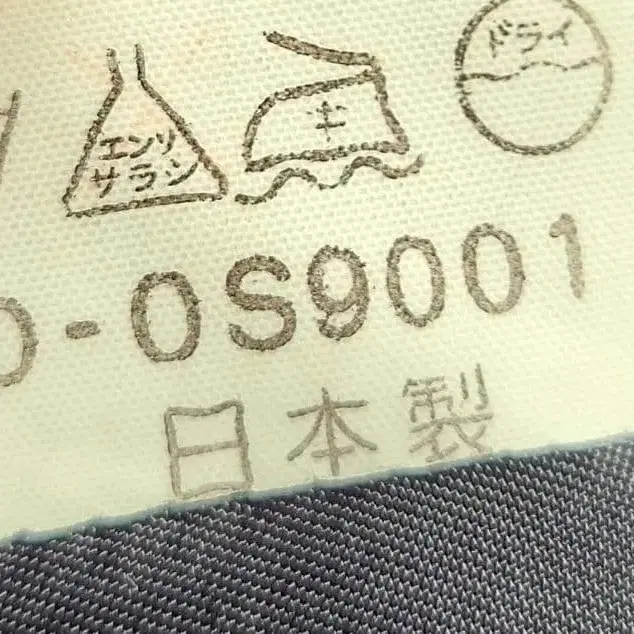 ドライ
エンソ
サラシ
中
0-0S9001
日本製